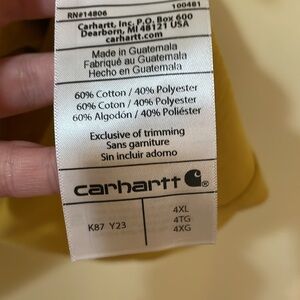 RN#14806 100481
Carhartt, Inc. P.O. Box 600
Dearborn, MI 48121 USA
carhartt.com
Made in Guatemala
Fabriqué au Guatemala
Hecho en Guatemala
60% Cotton / 40% Polyester
60% Coton / 40% Polyester
60% Algodón / 40% Poliéster
Exclusive of trimming
Sans garniture
Sin incluir adorno
carhartt
K87 Y23
4XL
4TG
4XG